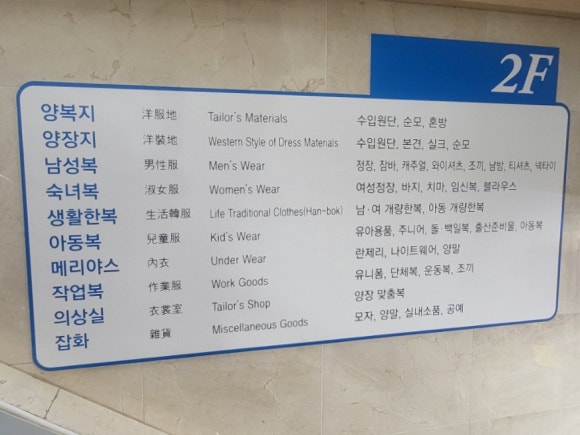 2F
양복지 洋服地 Tailor's Materials 수입원단, 순모, 혼방
양장지 洋裝地 Western Style of Dress Materials 수입원단, 본견, 실크, 순모
남성복 男性服 Men's Wear 정장, 잠바, 캐주얼, 와이셔츠, 조끼, 남방, 티셔츠, 넥타이
숙녀복 淑女服 Women's Wear 여성정장, 바지, 치마, 임신복, 블라우스
생활한복 生活韓服 Life Traditional Clothes(Han-bok) 남·여 개량한복, 아동 개량한복
아동복 兒童服 Kid's Wear 유아용품, 주니어, 돌·백일복, 출산준비물, 아동복
메리야스 內衣 Under Wear 란제리, 나이트웨어, 양말
작업복 作業服 Work Goods 유니폼, 단체복, 운동복, 조끼
의상실 衣裳室 Tailor's Shop 양장 맞춤복
잡화 雜貨 Miscellaneous Goods 모자, 양말, 실내소품, 공예